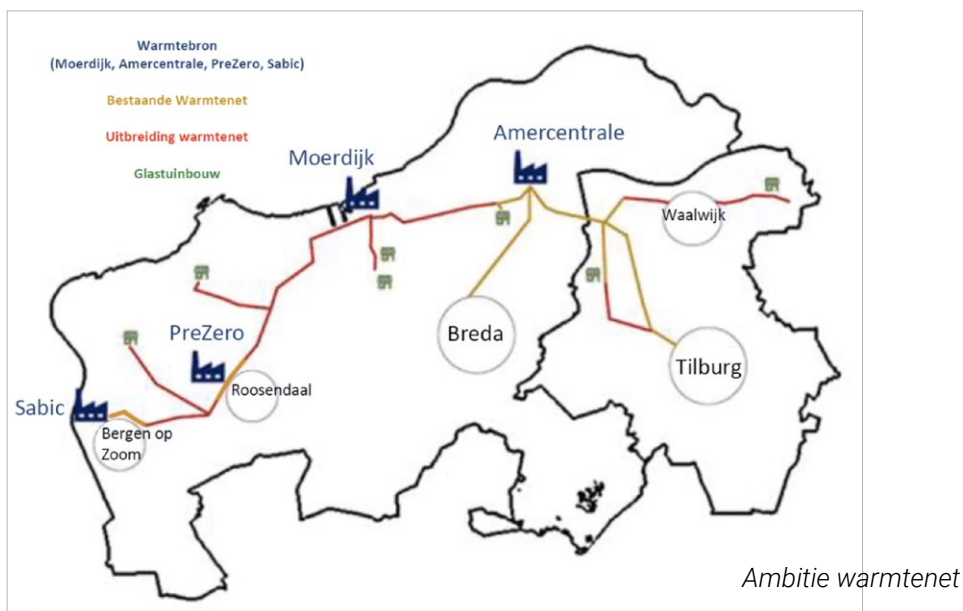 Warmtebron
(Moerdijk, Amercentrale, PreZero, Sabic)
Bestaande Warmtenet
Uitbreiding warmtenet
Glastuinbouw
Moerdijk
Amercentrale
Waalwijk
PreZero
Breda
Tilburg
Roosendaal
Sabic
Bergen op
Zoom
Ambitie warmtenet